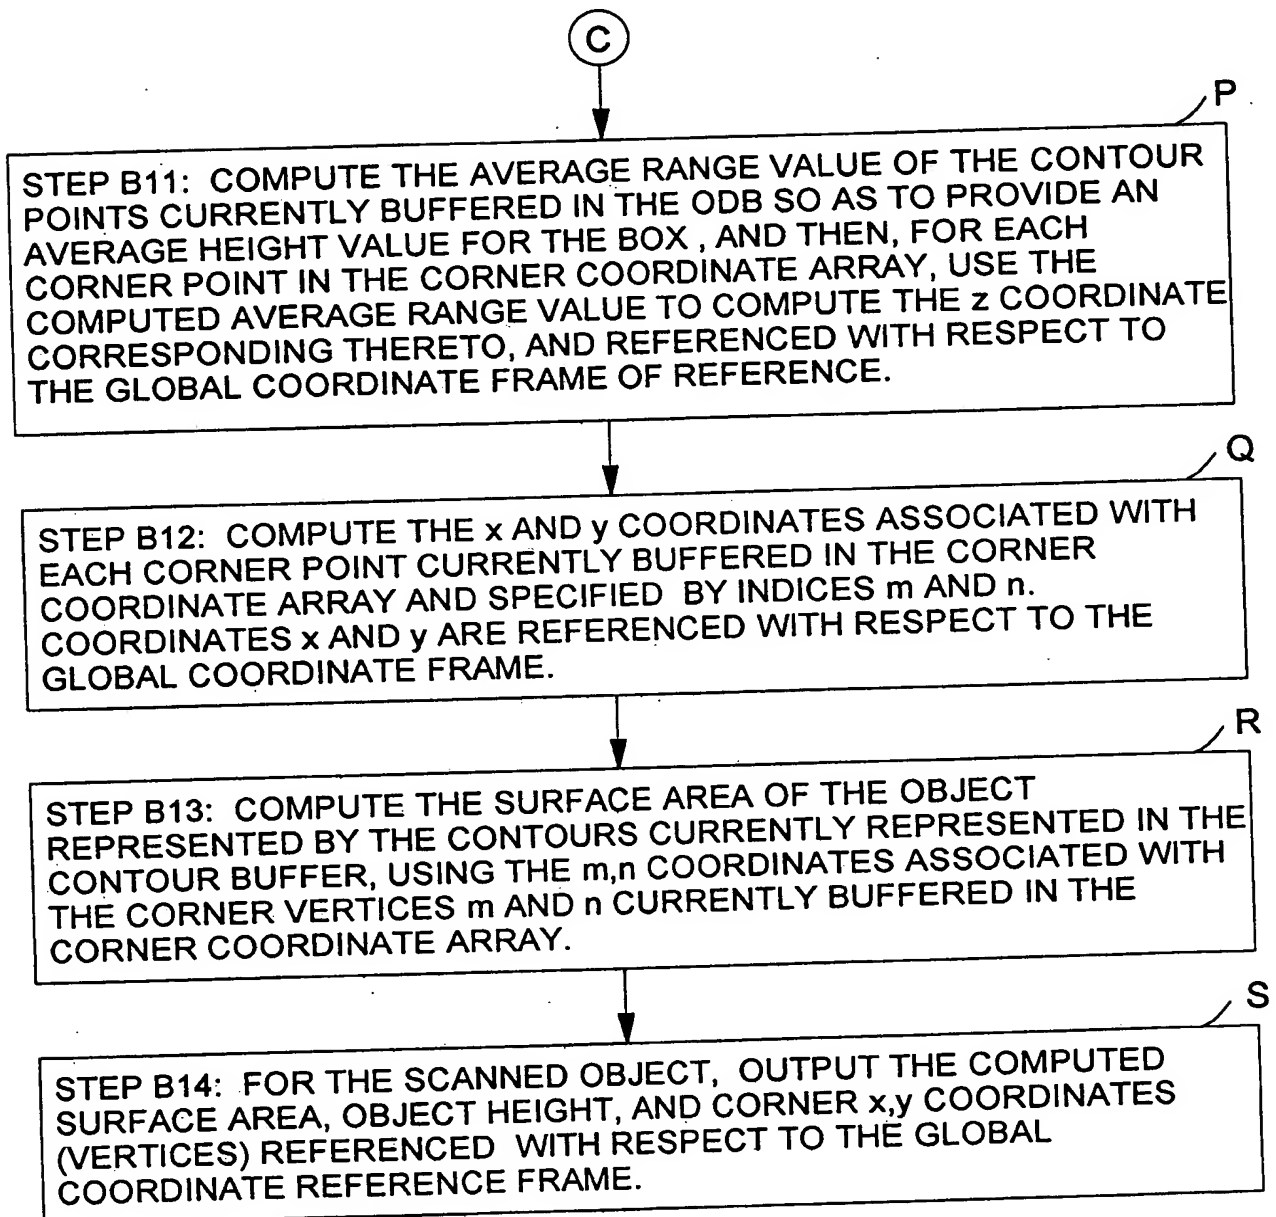 C
P
STEP B11: COMPUTE THE AVERAGE RANGE VALUE OF THE CONTOUR
POINTS CURRENTLY BUFFERED IN THE ODB SO AS TO PROVIDE AN
AVERAGE HEIGHT VALUE FOR THE BOX , AND THEN, FOR EACH
CORNER POINT IN THE CORNER COORDINATE ARRAY, USE THE
COMPUTED AVERAGE RANGE VALUE TO COMPUTE THE z COORDINATE
CORRESPONDING THERETO, AND REFERENCED WITH RESPECT TO
THE GLOBAL COORDINATE FRAME OF REFERENCE.
Q
STEP B12: COMPUTE THE x AND y COORDINATES ASSOCIATED WITH
EACH CORNER POINT CURRENTLY BUFFERED IN THE CORNER
COORDINATE ARRAY AND SPECIFIED BY INDICES m AND n.
COORDINATES x AND y ARE REFERENCED WITH RESPECT TO THE
GLOBAL COORDINATE FRAME.
R
STEP B13: COMPUTE THE SURFACE AREA OF THE OBJECT
REPRESENTED BY THE CONTOURS CURRENTLY REPRESENTED IN THE
CONTOUR BUFFER, USING THE m,n COORDINATES ASSOCIATED WITH
THE CORNER VERTICES m AND n CURRENTLY BUFFERED IN THE
CORNER COORDINATE ARRAY.
S
STEP B14: FOR THE SCANNED OBJECT, OUTPUT THE COMPUTED
SURFACE AREA, OBJECT HEIGHT, AND CORNER x,y COORDINATES
(VERTICES) REFERENCED WITH RESPECT TO THE GLOBAL
COORDINATE REFERENCE FRAME.